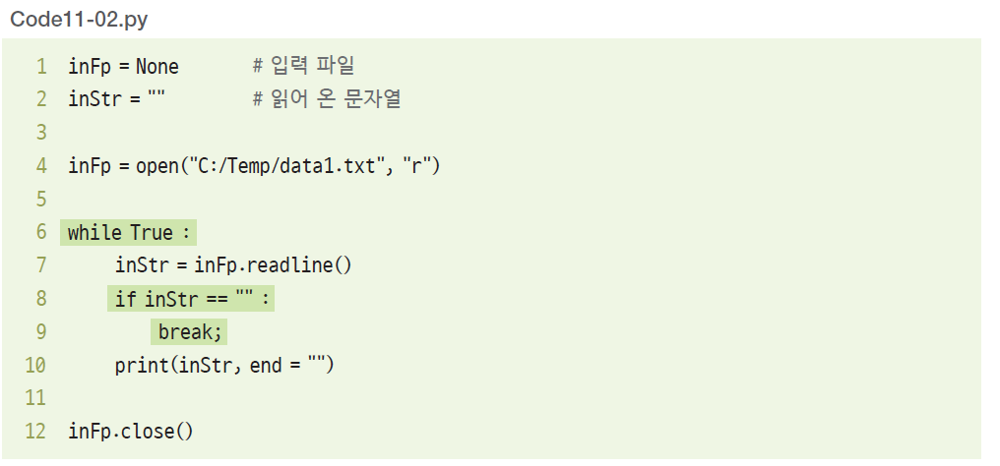 Code11-02.py
1 inFp = None # 입력 파일
2 inStr = "" # 읽어 온 문자열
3
4 inFp = open("C:/Temp/data1.txt", "r")
5
6 while True :
7 inStr = inFp.readline()
8 if inStr == "" :
9 break;
10 print(inStr, end = "")
11
12 inFp.close()